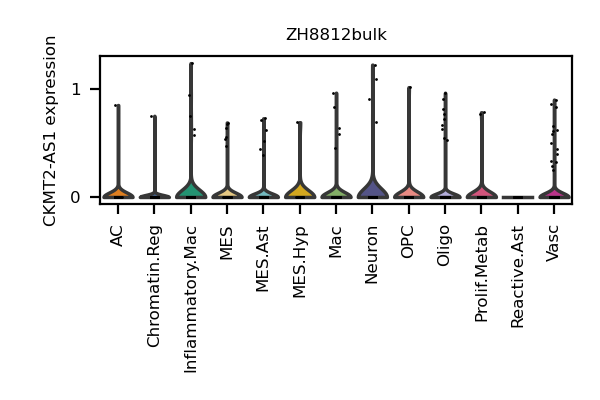 ZH8812bulk
CKMT2-AS1 expression
1
0
AC
Chromatin.Reg
Inflammatory.Mac
MES
MES.Ast
MES.Hyp
Mac
Neuron
OPC
Oligo
Prolif.Metab
Reactive.Ast
Vasc